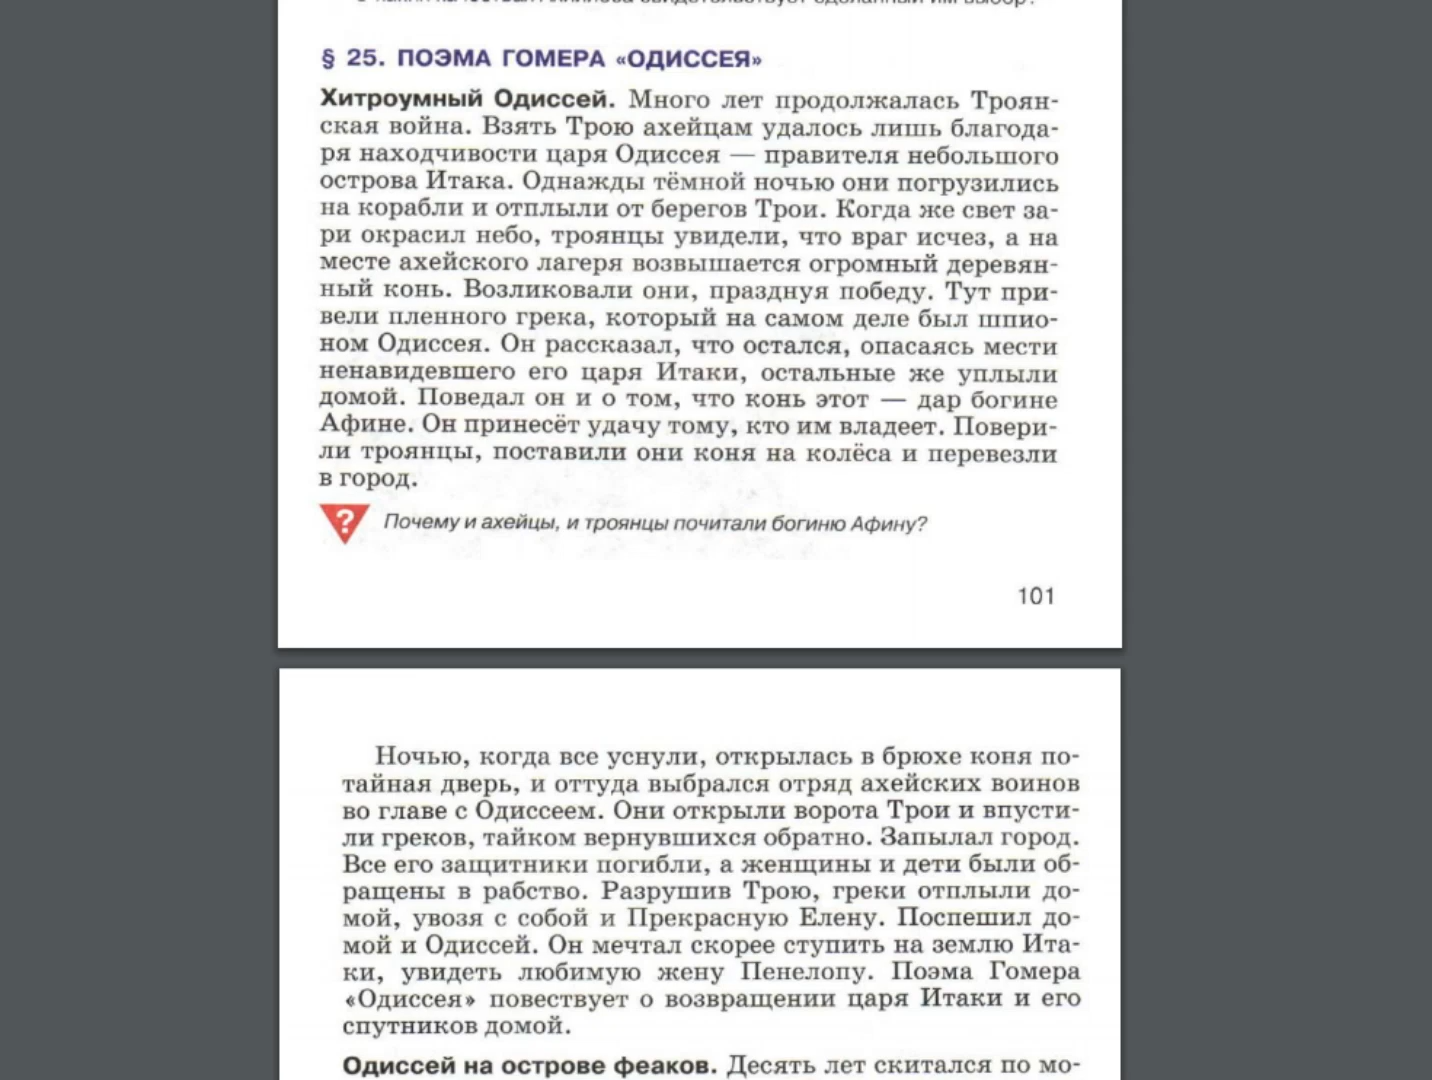 § 25. ПОЭМА ГОМЕРА «ОДИССЕЯ»
Хитроумный Одиссей. Много лет продолжалась Троян-
ская война. Взять Трою ахейцам удалось лишь благода-
ря находчивости царя Одиссея — правителя небольшого
острова Итака. Однажды тёмной ночью они погрузились
на корабли и отплыли от берегов Трои. Когда же свет за-
ри окрасил небо, троянцы увидели, что враг исчез, а на
месте ахейского лагеря возвышается огромный деревян-
ный конь. Возликовали они, празднуя победу. Тут при-
вели пленного грека, который на самом деле был шпио-
ном Одиссея. Он рассказал, что остался, опасаясь мести
ненавидевшего его царя Итаки, остальные же уплыли
домой. Поведал он и о том, что конь этот — дар богине
Афине. Он принесёт удачу тому, кто им владеет. Повери-
ли троянцы, поставили они коня на колёса и перевезли
в город.
? Почему и ахейцы, и троянцы почитали богиню Афину?
101
Ночью, когда все уснули, открылась в брюхе коня по-
тайная дверь, и оттуда выбрался отряд ахейских воинов
во главе с Одиссеем. Они открыли ворота Трои и впусти-
ли греков, тайком вернувшихся обратно. Запылал город.
Все его защитники погибли, а женщины и дети были об-
ращены в рабство. Разрушив Трою, греки отплыли до-
мой, увозя с собой и Прекрасную Елену. Поспешил до-
мой и Одиссей. Он мечтал скорее ступить на землю Ита-
ки, увидеть любимую жену Пенелопу. Поэма Гомера
«Одиссея» повествует о возвращении царя Итаки и его
спутников домой.
Одиссей на острове феаков. Десять лет скитался по мо-